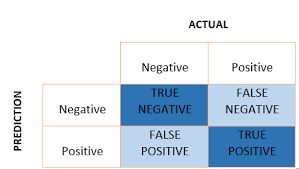 ACTUAL
Negative Positive
PREDICTION
Negative TRUE NEGATIVE FALSE NEGATIVE
Positive FALSE POSITIVE TRUE POSITIVE